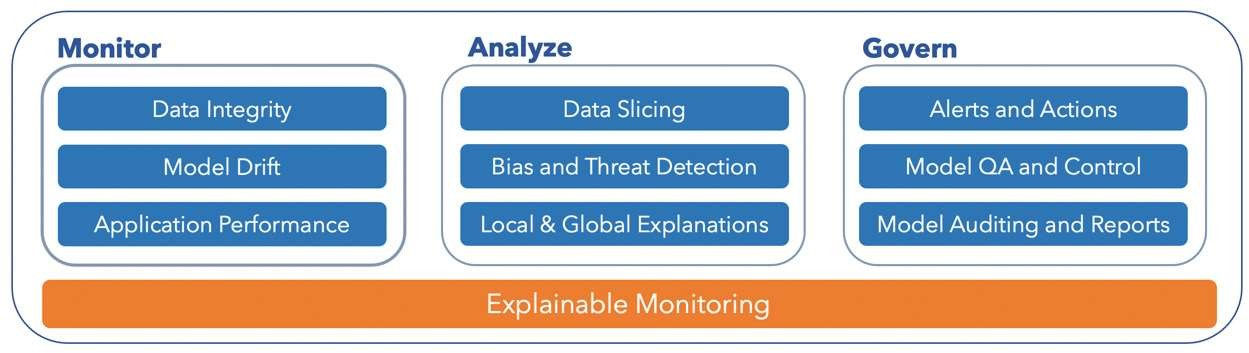 Monitor
Data Integrity
Model Drift
Application Performance
Analyze
Data Slicing
Bias and Threat Detection
Local & Global Explanations
Govern
Alerts and Actions
Model QA and Control
Model Auditing and Reports
Explainable Monitoring